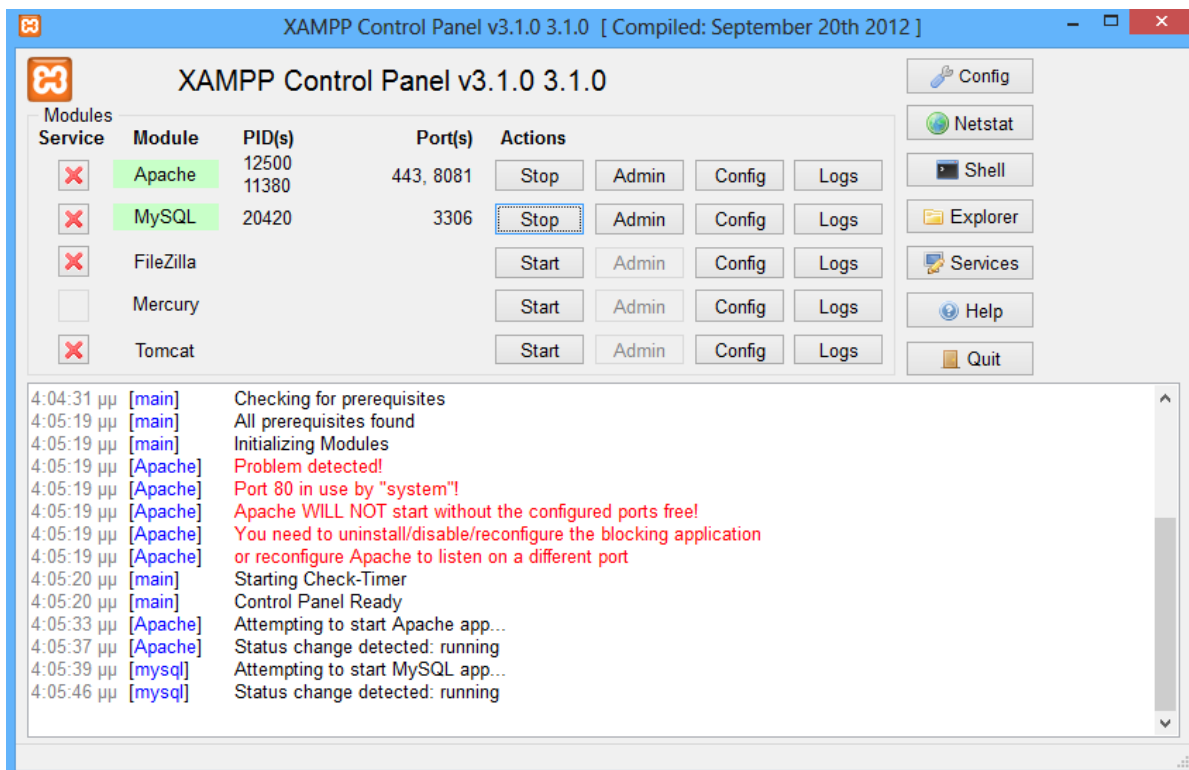 XAMPP Control Panel v3.1.0 3.1.0 [ Compiled: September 20th 2012 ]
XAMPP Control Panel v3.1.0 3.1.0
Config
Modules
Service Module PID(s) Port(s) Actions
Netstat
Apache 12500 11380 443, 8081 Stop Admin Config Logs
Shell
MySQL 20420 3306 Stop Admin Config Logs
Explorer
FileZilla Start Admin Config Logs
Services
Mercury Start Admin Config Logs
Help
Tomcat Start Admin Config Logs
Quit
4:04:31 μμ [main] Checking for prerequisites
4:05:19 μμ [main] All prerequisites found
4:05:19 μμ [main] Initializing Modules
4:05:19 μμ [Apache] Problem detected!
4:05:19 μμ [Apache] Port 80 in use by "system"!
4:05:19 μμ [Apache] Apache WILL NOT start without the configured ports free!
4:05:19 μμ [Apache] You need to uninstall/disable/reconfigure the blocking application
4:05:19 μμ [Apache] or reconfigure Apache to listen on a different port
4:05:20 μμ [main] Starting Check-Timer
4:05:20 μμ [main] Control Panel Ready
4:05:33 μμ [Apache] Attempting to start Apache app...
4:05:37 μμ [Apache] Status change detected: running
4:05:39 μμ [mysql] Attempting to start MySQL app...
4:05:46 μμ [mysql] Status change detected: running